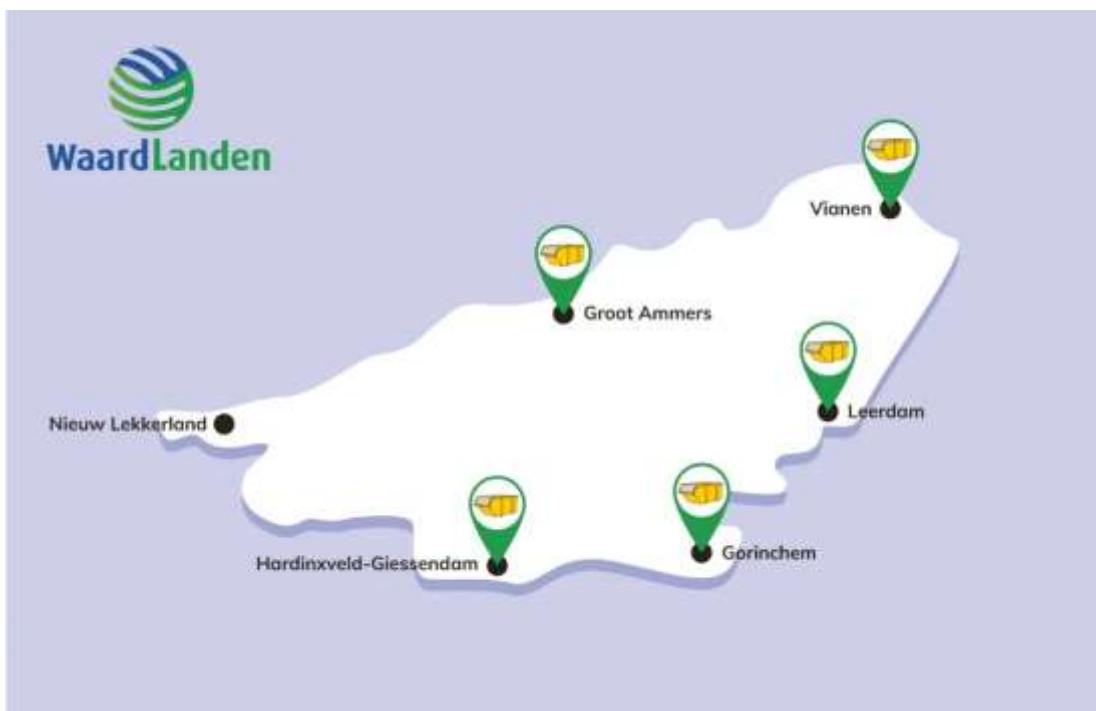 WaardLanden
Vianen
Groot Ammers
Leerdam
Nieuw Lekkerland
Hardinxveld-Giessendam
Gorinchem